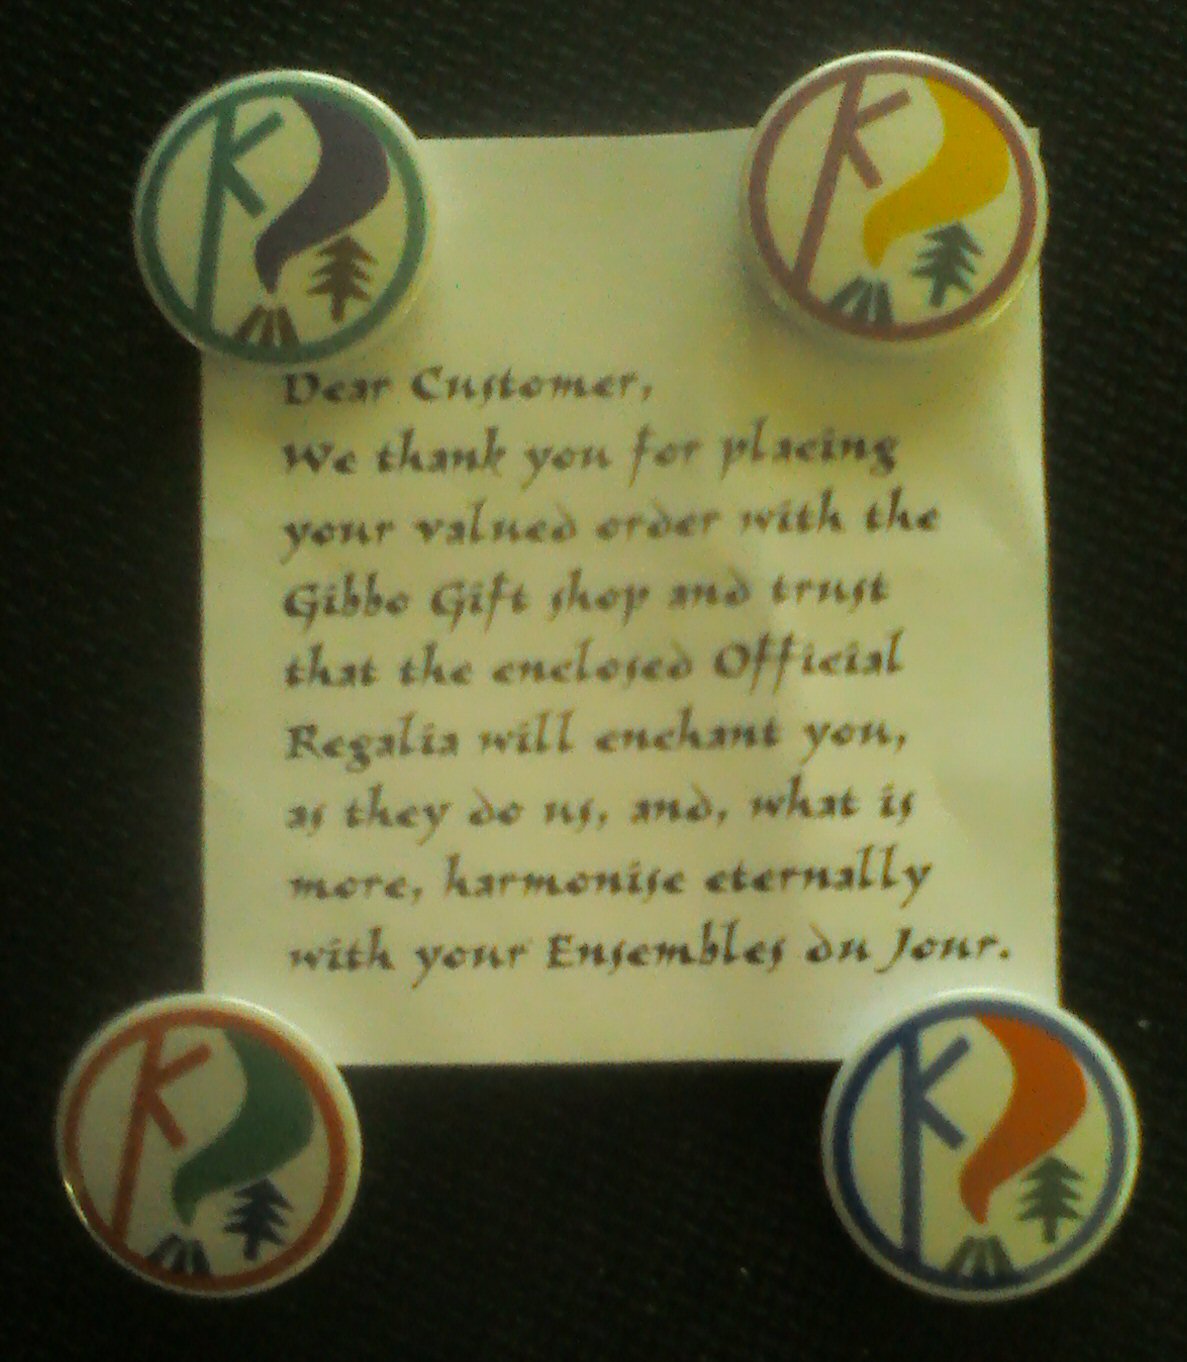 Dear Customer,
We thank you for placing
your valued order with the
Gibbo Gift shop and trust
that the enclosed Official
Regalia will enchant you,
as they do us, and, what is
more, harmonise eternally
with your Ensembles du Jour.